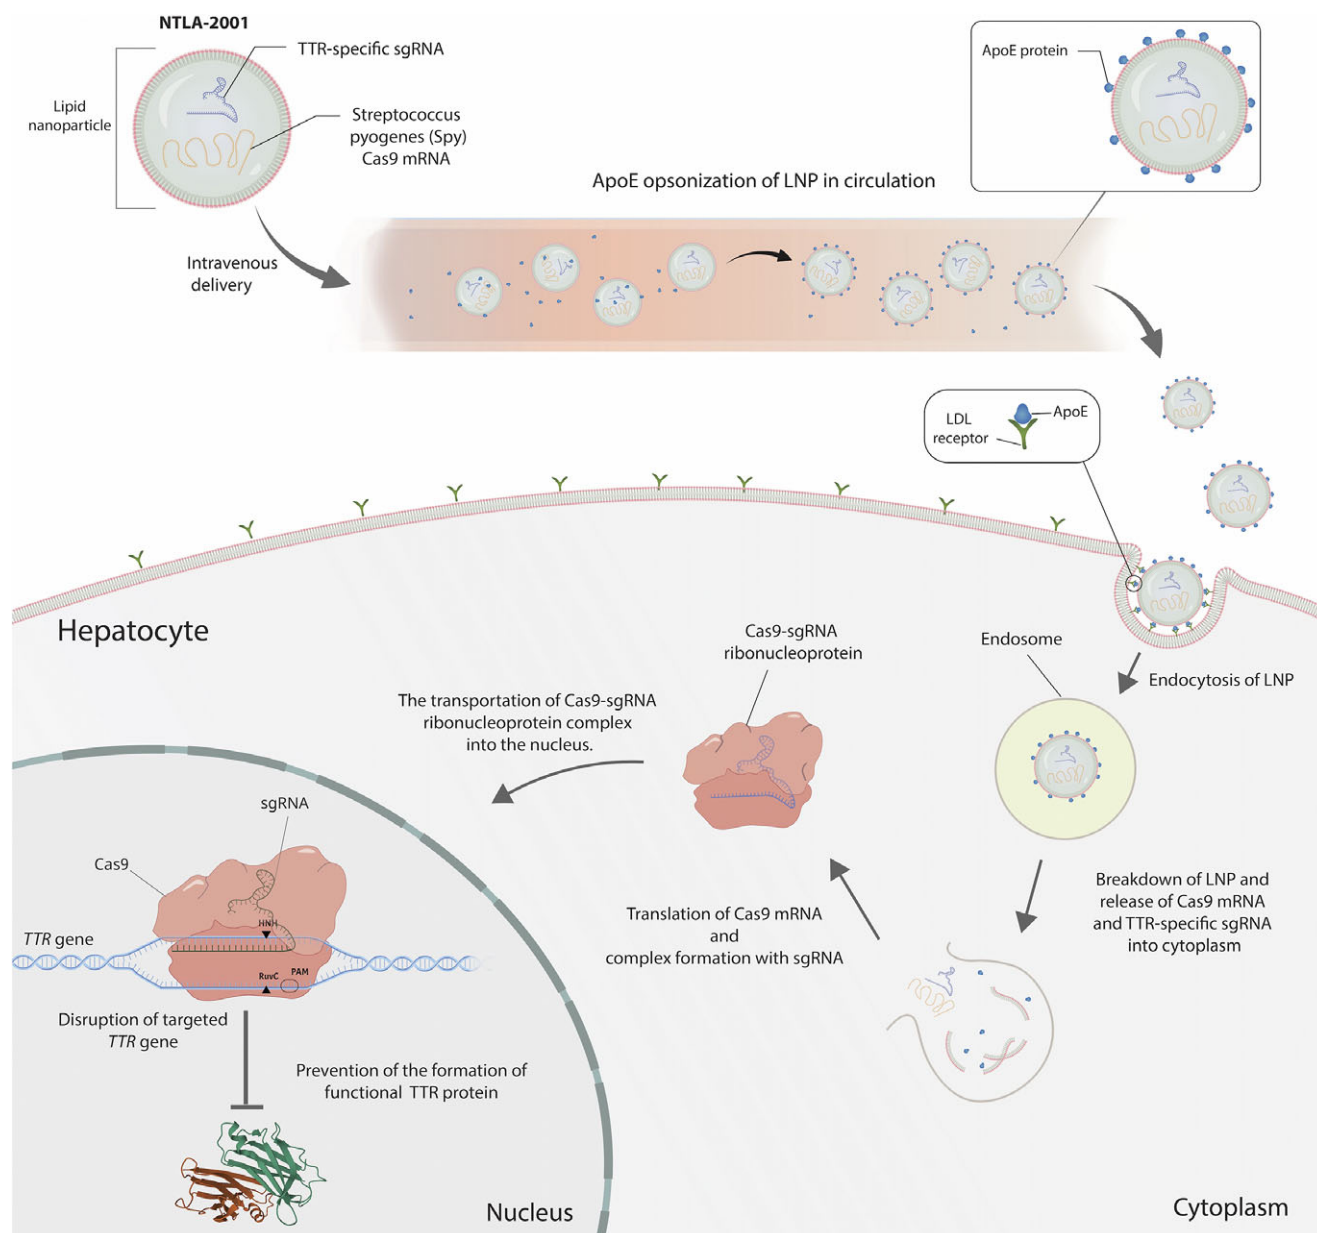 NTLA-2001
TTR-specific sgRNA
Lipid
nanoparticle
Streptococcus
pyogenes (Spy)
Cas9 mRNA
ApoE protein
ApoE opsonization of LNP in circulation
Intravenous
delivery
LDL
receptor
ApoE
Hepatocyte
Cas9-sgRNA
ribonucleoprotein
Endosome
Endocytosis of LNP
The transportation of Cas9-sgRNA
ribonucleoprotein complex
into the nucleus.
sgRNA
Cas9
HNH
TTR gene
RuvC
PAM
Translation of Cas9 mRNA
and
complex formation with sgRNA
Breakdown of LNP and
release of Cas9 mRNA
and TTR-specific sgRNA
into cytoplasm
Disruption of targeted
TTR gene
Prevention of the formation of
functional TTR protein
Nucleus
Cytoplasm